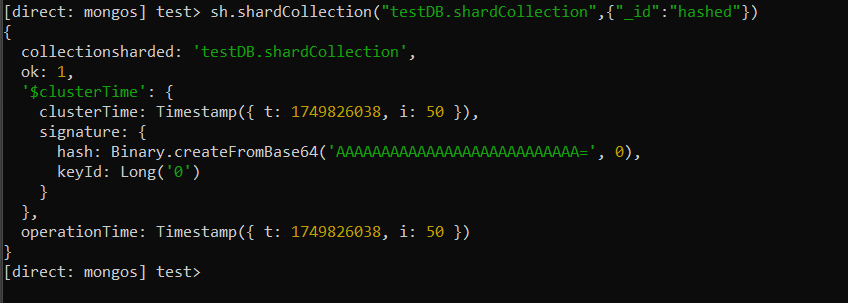 [direct: mongos] test> sh.shardCollection("testDB.shardCollection",{"_id":"hashed"})
{
  collectionsharded: 'testDB.shardCollection',
  ok: 1,
  '$clusterTime': {
    clusterTime: Timestamp({ t: 1749826038, i: 50 }),
    signature: {
      hash: Binary.createFromBase64('AAAAAAAAAAAAAAAAAAAAAAAAAAA=', 0),
      keyId: Long('0')
    }
  },
  operationTime: Timestamp({ t: 1749826038, i: 50 })
}
[direct: mongos] test>